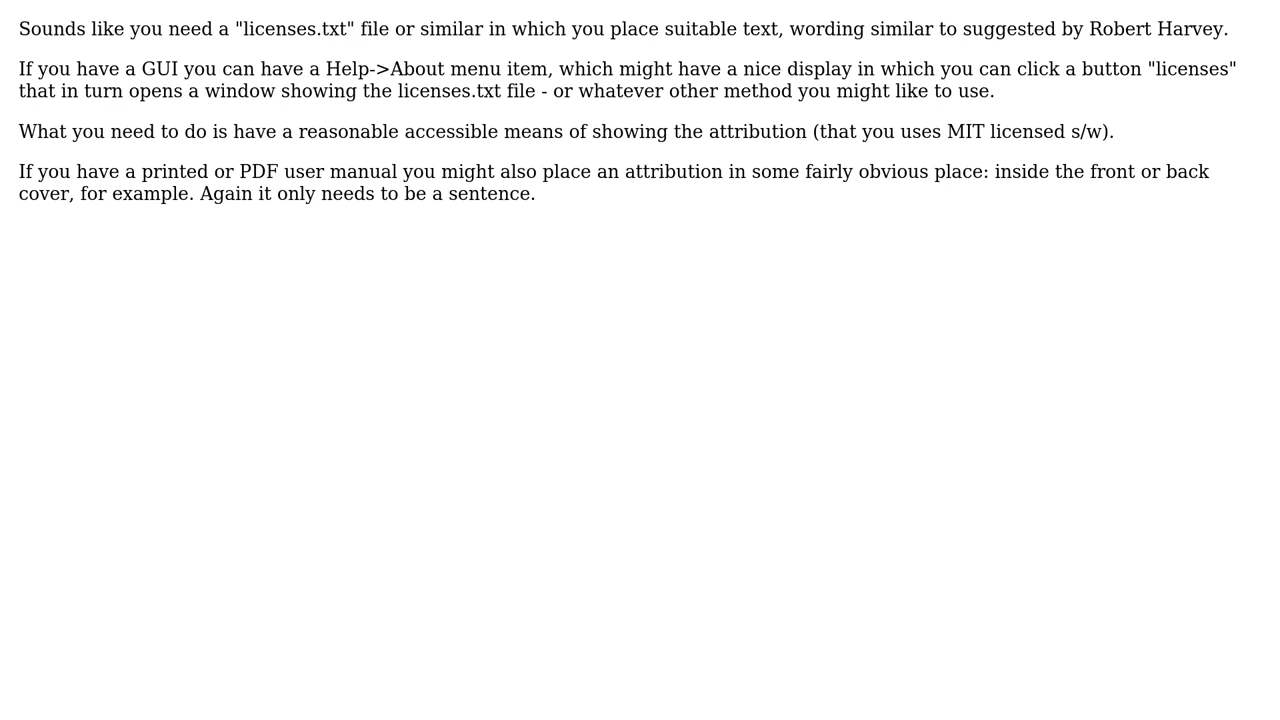 Sounds like you need a "licenses.txt" file or similar in which you place suitable text, wording similar to suggested by Robert Harvey.
If you have a GUI you can have a Help->About menu item, which might have a nice display in which you can click a button "licenses"
that in turn opens a window showing the licenses.txt file - or whatever other method you might like to use.
What you need to do is have a reasonable accessible means of showing the attribution (that you uses MIT licensed s/w).
If you have a printed or PDF user manual you might also place an attribution in some fairly obvious place: inside the front or back
cover, for example. Again it only needs to be a sentence.